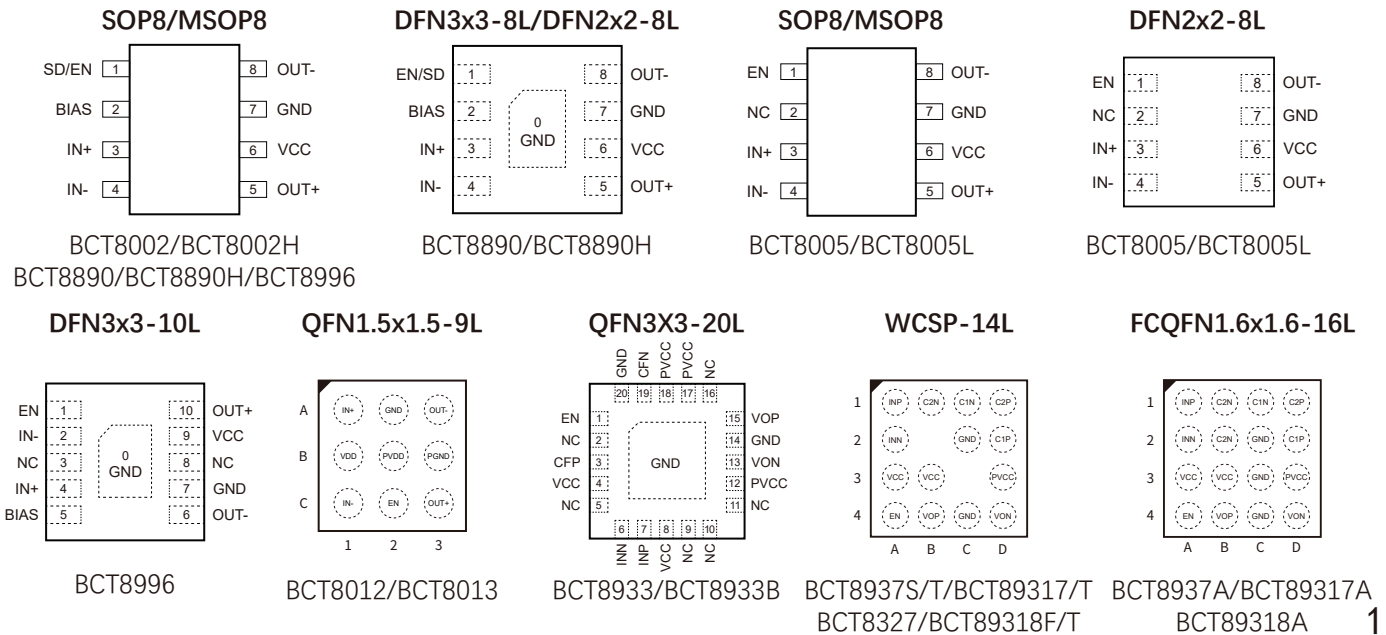 SOP8/MSOP8
SD/EN 1 8 OUT-
BIAS 2 7 GND
IN+ 3 6 VCC
IN- 4 5 OUT+
BCT8002/BCT8002H
BCT8890/BCT8890H/BCT8996
DFN3x3-8L/DFN2x2-8L
EN/SD 1 8 OUT-
BIAS 2 7 GND
0
GND
IN+ 3 6 VCC
IN- 4 5 OUT+
BCT8890/BCT8890H
SOP8/MSOP8
EN 1 8 OUT-
NC 2 7 GND
IN+ 3 6 VCC
IN- 4 5 OUT+
BCT8005/BCT8005L
DFN2x2-8L
EN 1 8 OUT-
NC 2 7 GND
IN+ 3 6 VCC
IN- 4 5 OUT+
BCT8005/BCT8005L
DFN3x3-10L
EN 1 10 OUT+
IN- 2 9 VCC
NC 3 8 NC
0
GND
IN+ 4 7 GND
BIAS 5 6 OUT-
BCT8996
QFN1.5x1.5-9L
A IN+ GND OUT-
B VDD PVDD PGND
C IN- EN OUT+
1 2 3
BCT8012/BCT8013
QFN3X3-20L
GND CFN PVCC PVCC NC
20 19 18 17 16
EN 1 15 VOP
NC 2 14 GND
CFP 3 GND 13 VON
VCC 4 12 PVCC
NC 5 11 NC
6 7 8 9 10
INN INP VCC NC NC
BCT8933/BCT8933B
WCSP-14L
1 INP C2N C1N C2P
2 INN GND C1P
3 VCC VCC PVCC
4 EN VOP GND VON
A B C D
BCT8937S/T/BCT89317/T
BCT8327/BCT89318F/T
FCQFN1.6x1.6-16L
1 INP C2N C1N C2P
2 INN C2N GND C1P
3 VCC VCC GND PVCC
4 EN VOP GND VON
A B C D
BCT8937A/BCT89317A
BCT89318A
1